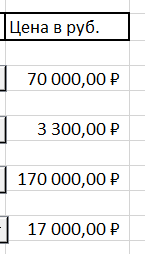 Цена в руб.
70 000,00 ₽
3 300,00 ₽
170 000,00 ₽
17 000,00 ₽